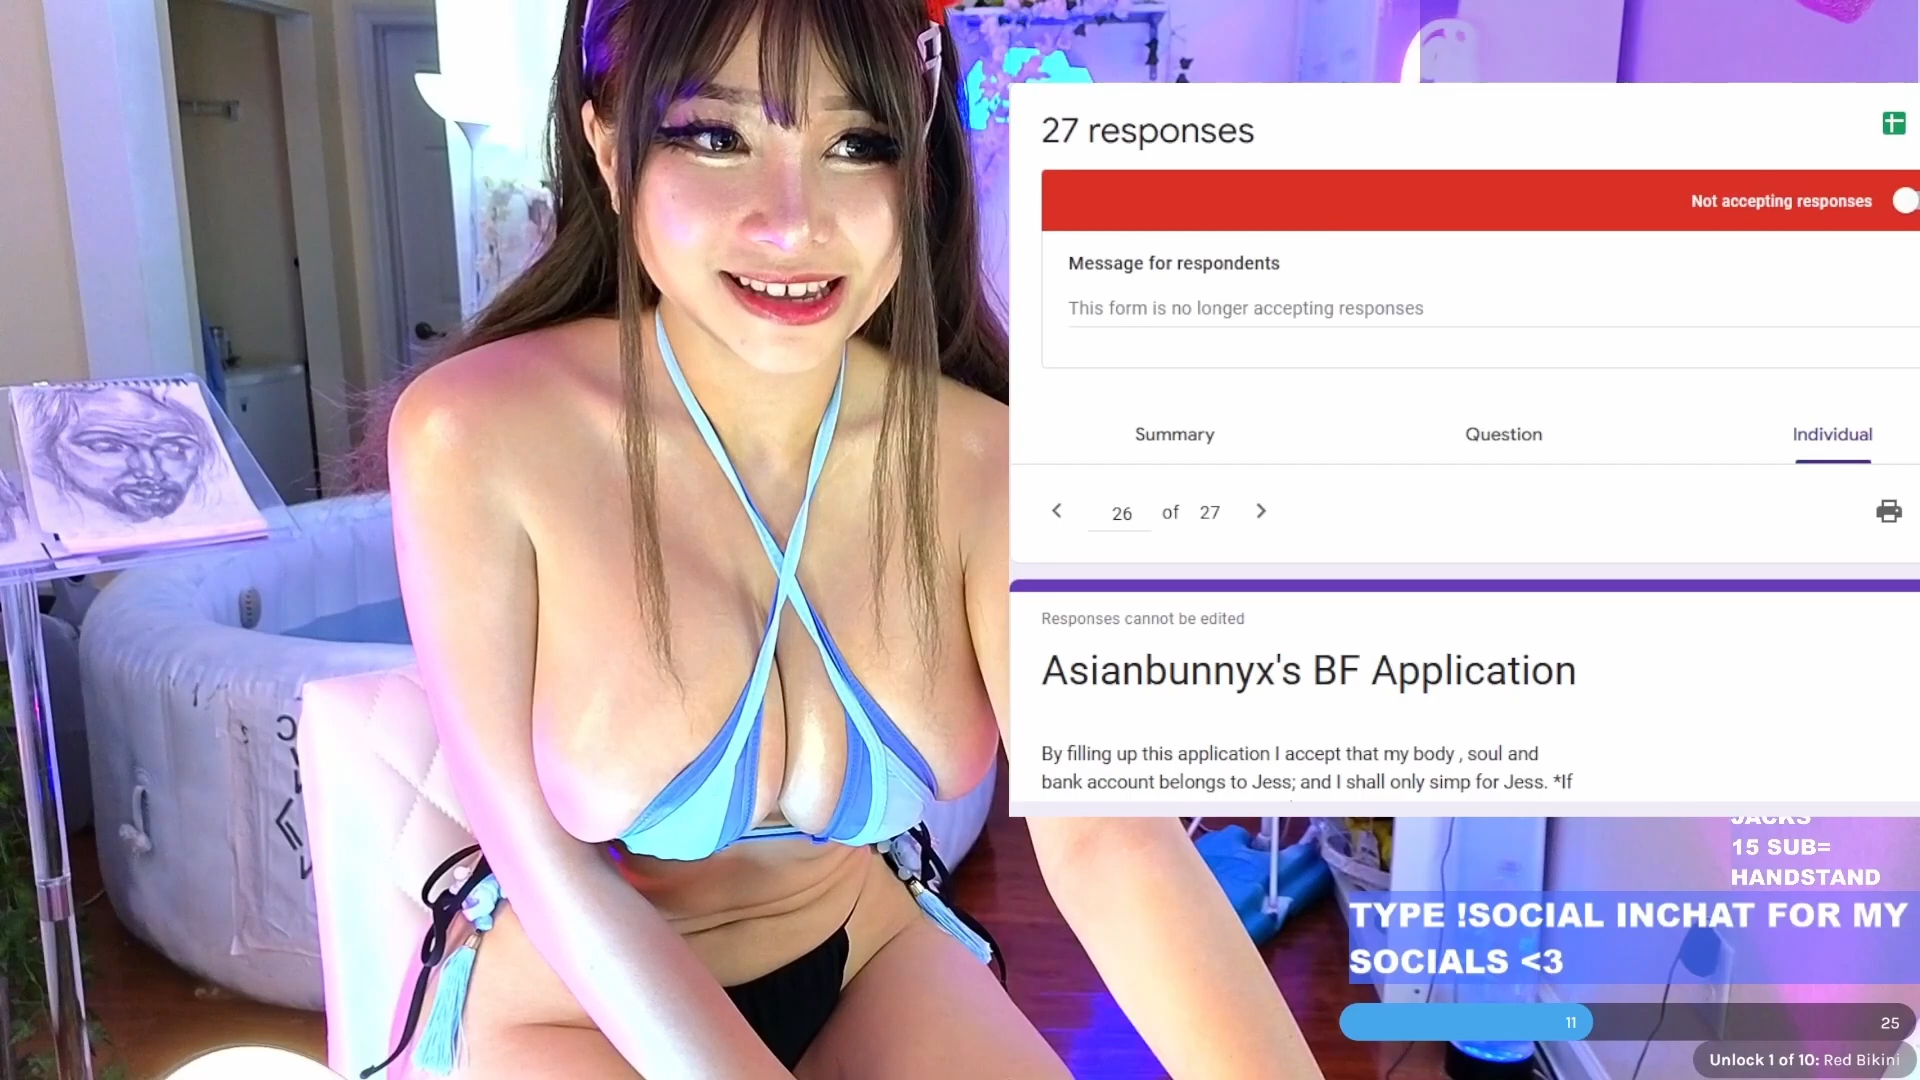 27 responses
Not accepting responses
Message for respondents
This form is no longer accepting responses
Summary
Question
Individual
26 of 27
Responses cannot be edited
Asianbunnyx's BF Application
By filling up this application I accept that my body , soul and
bank account belongs to Jess; and I shall only simp for Jess. *If
JACKS
15 SUB=
HANDSTAND
TYPE !SOCIAL INCHAT FOR MY
SOCIALS <3
11
25
Unlock 1 of 10: Red Bikini